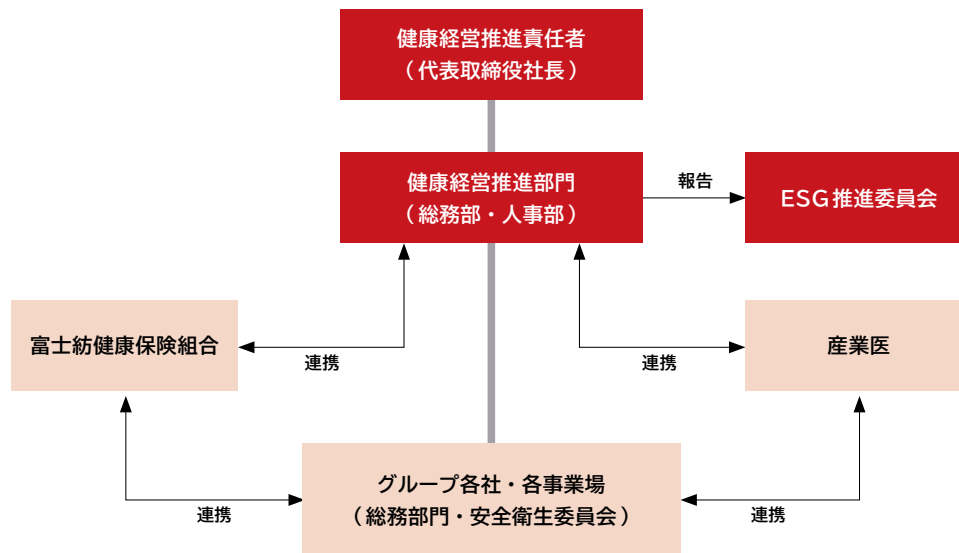 健康経営推進責任者
（代表取締役社長）
健康経営推進部門
（総務部・人事部）
報告
ESG推進委員会
富士紡健康保険組合
連携
連携
産業医
グループ各社・各事業場
（総務部門・安全衛生委員会）
連携
連携